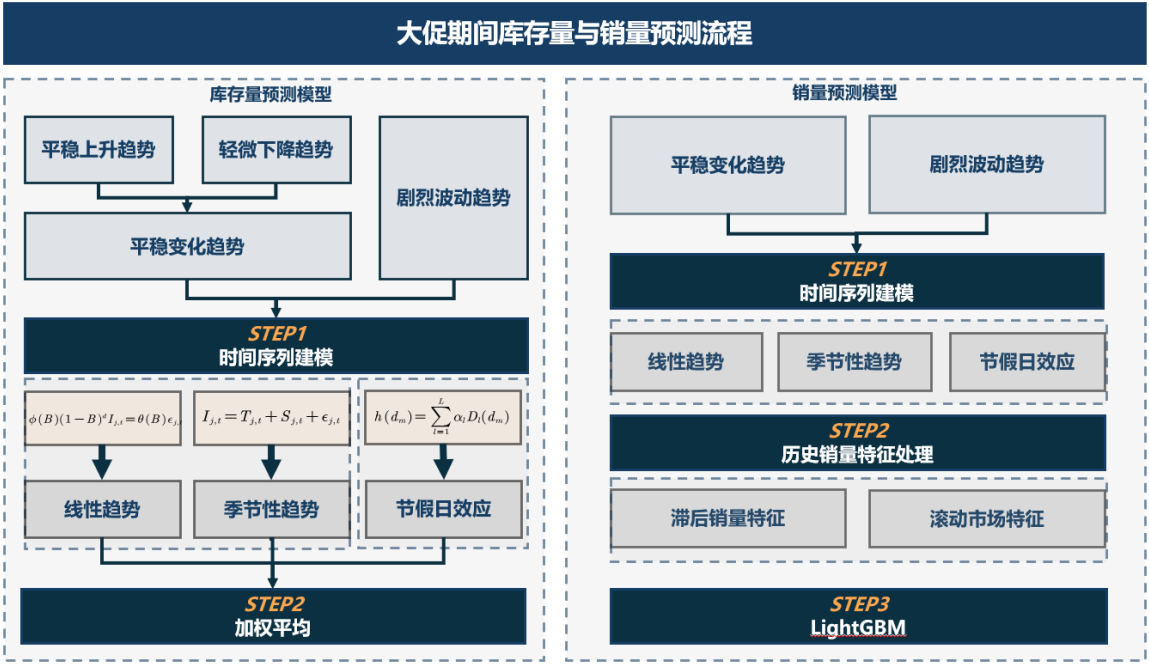 大促期间库存量与销量预测流程
库存量预测模型
平稳上升趋势
轻微下降趋势
剧烈波动趋势
平稳变化趋势
STEP1
时间序列建模
ϕ(B)(1−B)^d I_{j,t}=θ(B)ϵ_{j,t}
I_{j,t}=T_{j,t}+S_{j,t}+ϵ_{j,t}
h(d_m)=∑_{l=1}^{L} α_l D_l(d_m)
线性趋势
季节性趋势
节假日效应
STEP2
加权平均
销量预测模型
平稳变化趋势
剧烈波动趋势
STEP1
时间序列建模
线性趋势
季节性趋势
节假日效应
STEP2
历史销量特征处理
滞后销量特征
滚动市场特征
STEP3
LightGBM